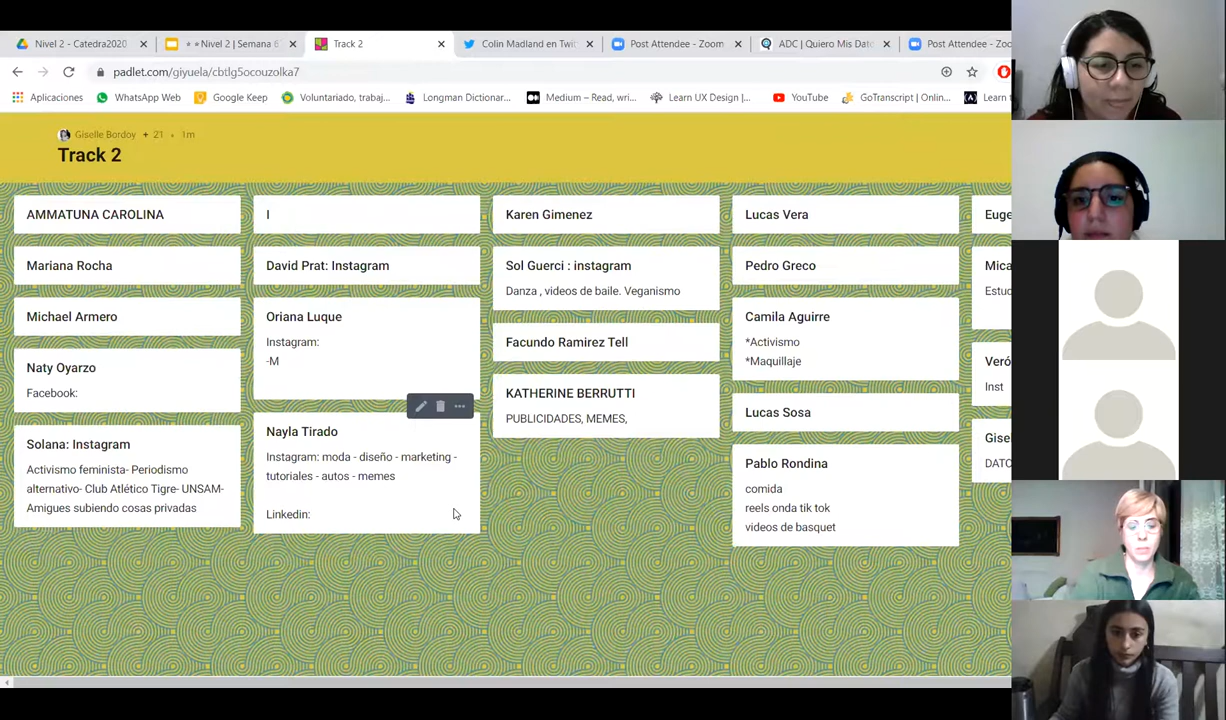 Nivel 2 - Catedra2020
Nivel 2 | Semana 6
Track 2
Colin Madland en Twit
Post Attendee - Zoom
ADC | Quiero Mis Dat
Post Attendee - Zoom
padlet.com/giyuela/cbtlg5ocouzolka7
Aplicaciones
WhatsApp Web
Google Keep
Voluntariado, trabaj...
Longman Dictionar...
Medium – Read, wri...
Learn UX Design |...
YouTube
GoTranscript | Onlin...
Learn t
Giselle Bordoy + 21 • 1m
Track 2
AMMATUNA CAROLINA
Mariana Rocha
Michael Armero
Naty Oyarzo
Facebook:
Solana: Instagram
Activismo feminista- Periodismo
alternativo- Club Atlético Tigre- UNSAM-
Amigues subiendo cosas privadas
I
David Prat: Instagram
Oriana Luque
Instagram:
-M
Nayla Tirado
Instagram: moda - diseño - marketing -
tutoriales - autos - memes
Linkedin:
Karen Gimenez
Sol Guerci : instagram
Danza , videos de baile. Veganismo
Facundo Ramirez Tell
KATHERINE BERRUTTI
PUBLICIDADES, MEMES,
Lucas Vera
Pedro Greco
Camila Aguirre
*Activismo
*Maquillaje
Lucas Sosa
Pablo Rondina
comida
reels onda tik tok
videos de basquet
Euge
Mica
Estud
Veró
Inst
Gise
DATO